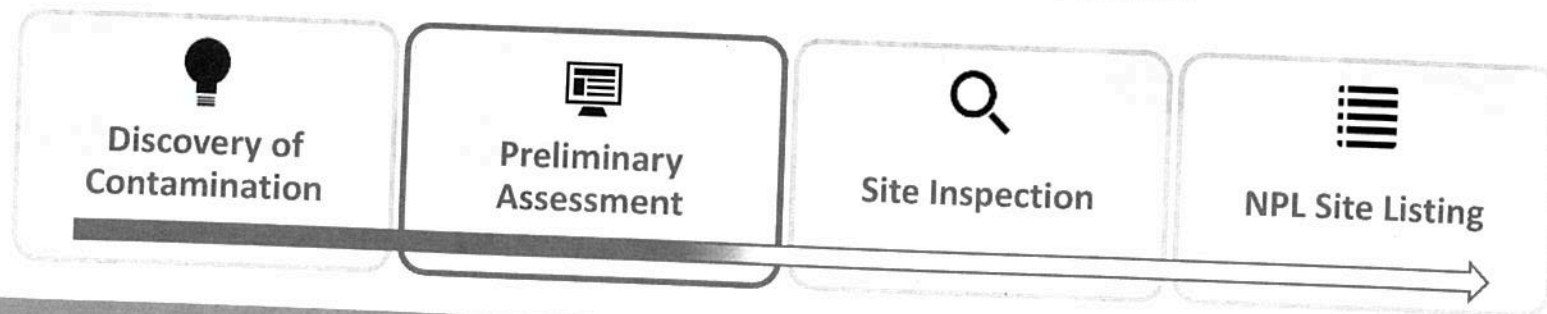 Discovery of
Contamination
Preliminary
Assessment
Site Inspection
NPL Site Listing